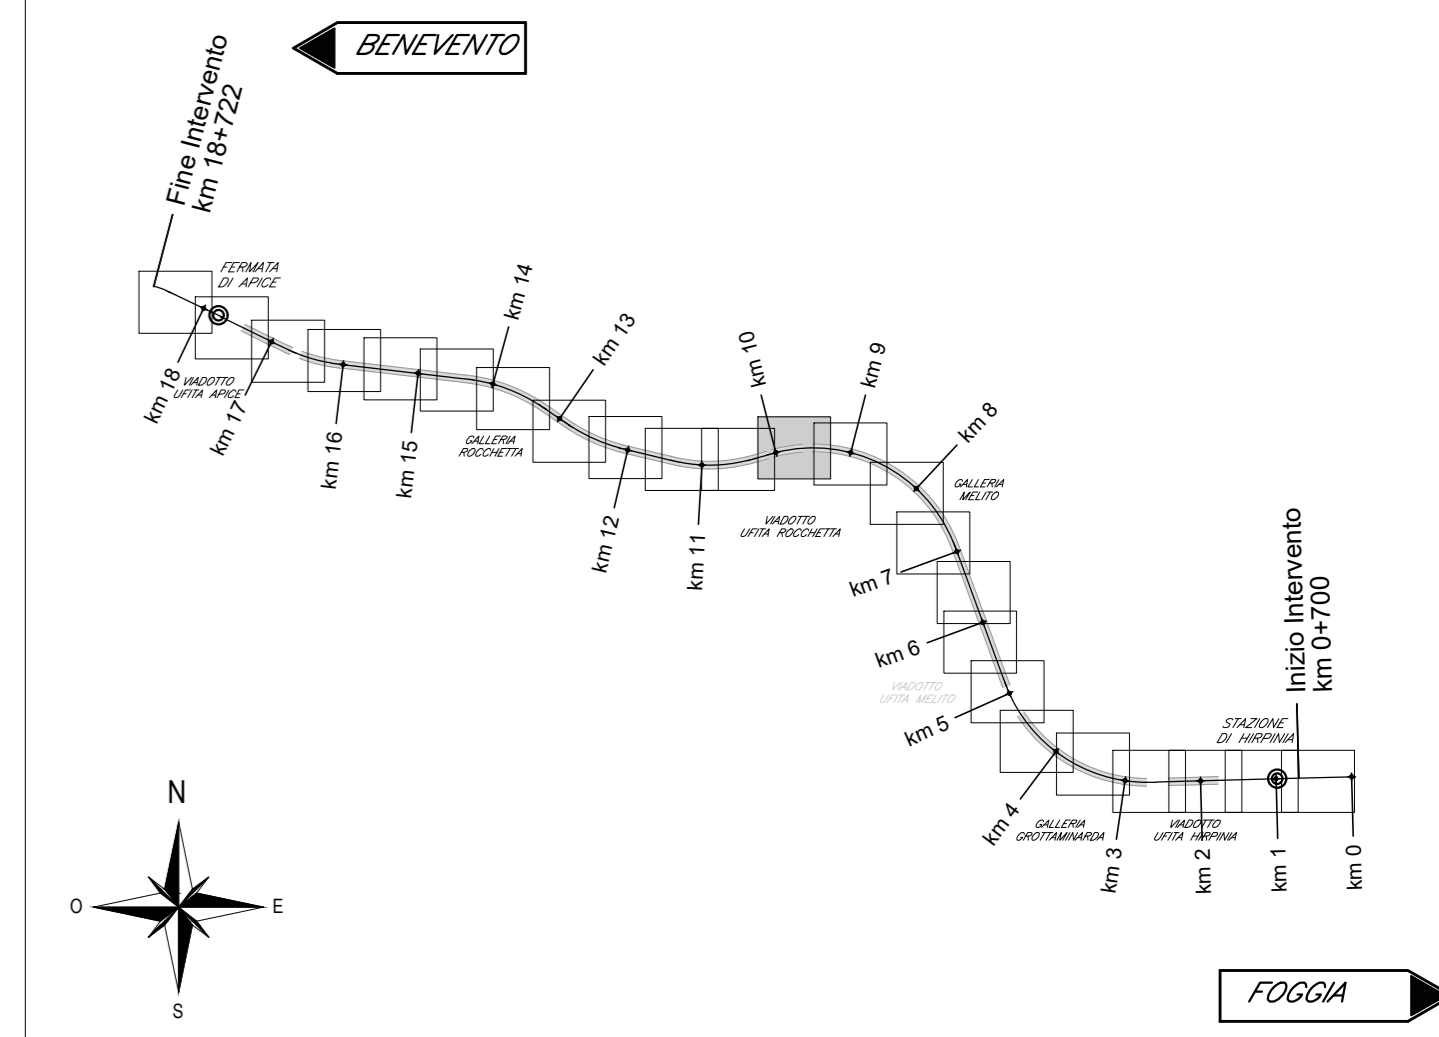 BENEVENTO
Fine Intervento
km 18+722
FERMATA
DI APICE
km 18
VIADOTTO
UFITA APICE
km 17
km 16
km 15
km 14
GALLERIA
ROCCHETTA
km 13
km 12
km 11
km 10
VIADOTTO
UFITA ROCCHETTA
km 9
km 8
GALLERIA
MELITO
km 7
km 6
VIADOTTO
UFITA MELITO
km 5
km 4
GALLERIA
GROTTAMINARDA
km 3
VIADOTTO
UFITA HIRPINIA
km 2
STAZIONE
DI HIRPINIA
km 1
Inizio Intervento
km 0+700
km 0
N
O
E
S
FOGGIA